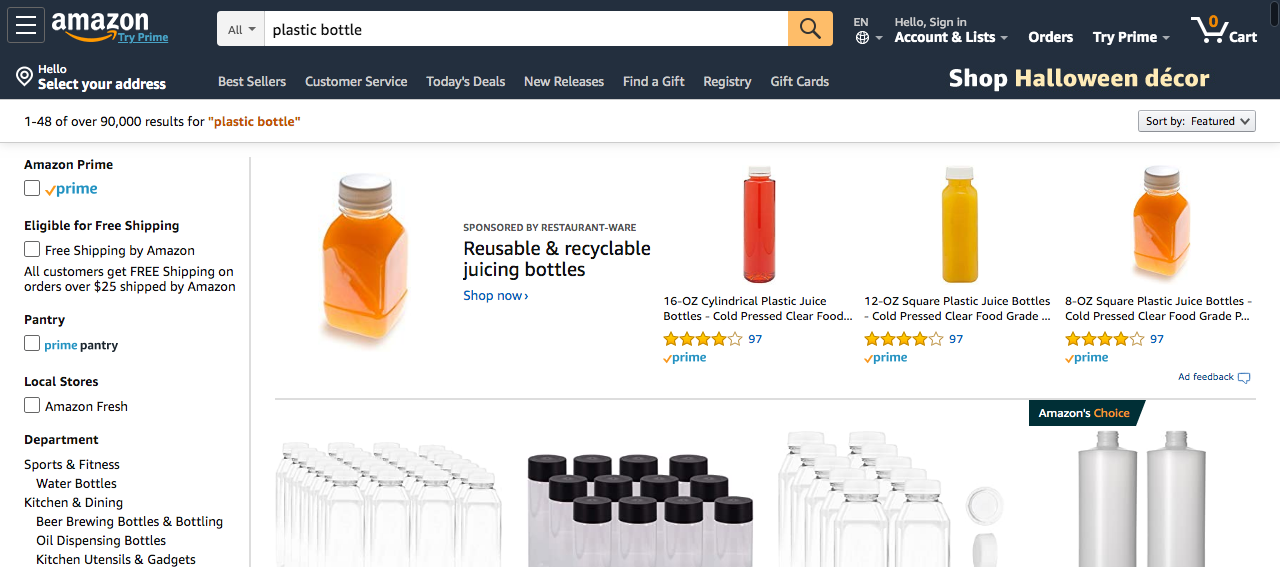 amazon
Try Prime
All
plastic bottle
EN
Hello, Sign in
Account & Lists
Orders
Try Prime
0
Cart
Hello
Select your address
Best Sellers
Customer Service
Today's Deals
New Releases
Find a Gift
Registry
Gift Cards
Shop Halloween décor
1-48 of over 90,000 results for "plastic bottle"
Sort by: Featured
Amazon Prime
prime
Eligible for Free Shipping
Free Shipping by Amazon
All customers get FREE Shipping on
orders over $25 shipped by Amazon
Pantry
prime pantry
Local Stores
Amazon Fresh
Department
Sports & Fitness
Water Bottles
Kitchen & Dining
Beer Brewing Bottles & Bottling
Oil Dispensing Bottles
Kitchen Utensils & Gadgets
SPONSORED BY RESTAURANT-WARE
Reusable & recyclable
juicing bottles
Shop now ›
16-OZ Cylindrical Plastic Juice
Bottles - Cold Pressed Clear Food...
97
prime
12-OZ Square Plastic Juice Bottles
- Cold Pressed Clear Food Grade ...
97
prime
8-OZ Square Plastic Juice Bottles -
Cold Pressed Clear Food Grade P...
97
prime
Ad feedback
Amazon's Choice